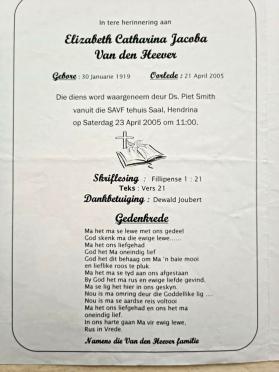 In tere herinnering aan
Elizabeth Catharina Jacoba
Van den Heever
Gebore : 30 Januarie 1919 Oorlede : 21 April 2005
Die diens word waargeneem deur Ds. Piet Smith
vanuit die SAVF tehuis Saal, Hendrina
op Saterdag 23 April 2005 om 11:00.
Skriflesing : Fillipense 1 : 21
Teks : Vers 21
Dankbetuiging : Dewald Joubert
Gedenkrede
Ma het ma se lewe met ons gedeel
God skenk ma die ewige lewe......
Ma het ons liefgehad
God het Ma oneindig lief
God het dit behaag om Ma 'n baie mooi
en lieflike roos te pluk.
Ma het ma se tyd aan ons afgestaan
By God het ma rus en ewige liefde gevind.
Ma se lig het hier in ons geskyn.
Nou is ma omring deur die Goddellike lig ....
Nou is ma se aardse reis voltooi
Ma het ons liefgehad en ons het ma
oneindig lief.
In ons harte gaan Ma vir ewig lewe.
Rus in Vrede.
Namens die Van den Heever familie